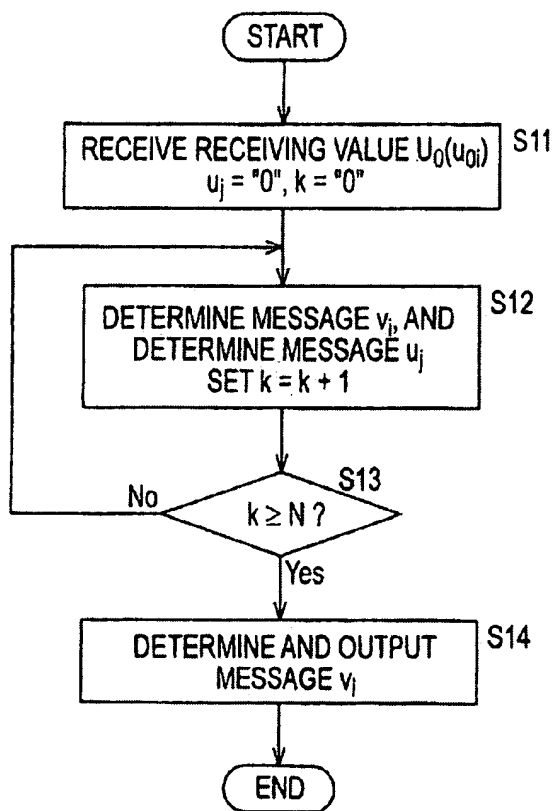 START
RECEIVE RECEIVING VALUE U₀(u₀ᵢ)
uⱼ = "0", k = "0"
S11
DETERMINE MESSAGE vᵢ, AND
DETERMINE MESSAGE uⱼ
SET k = k + 1
S12
S13
No
k ≥ N ?
Yes
DETERMINE AND OUTPUT
MESSAGE vᵢ
S14
END